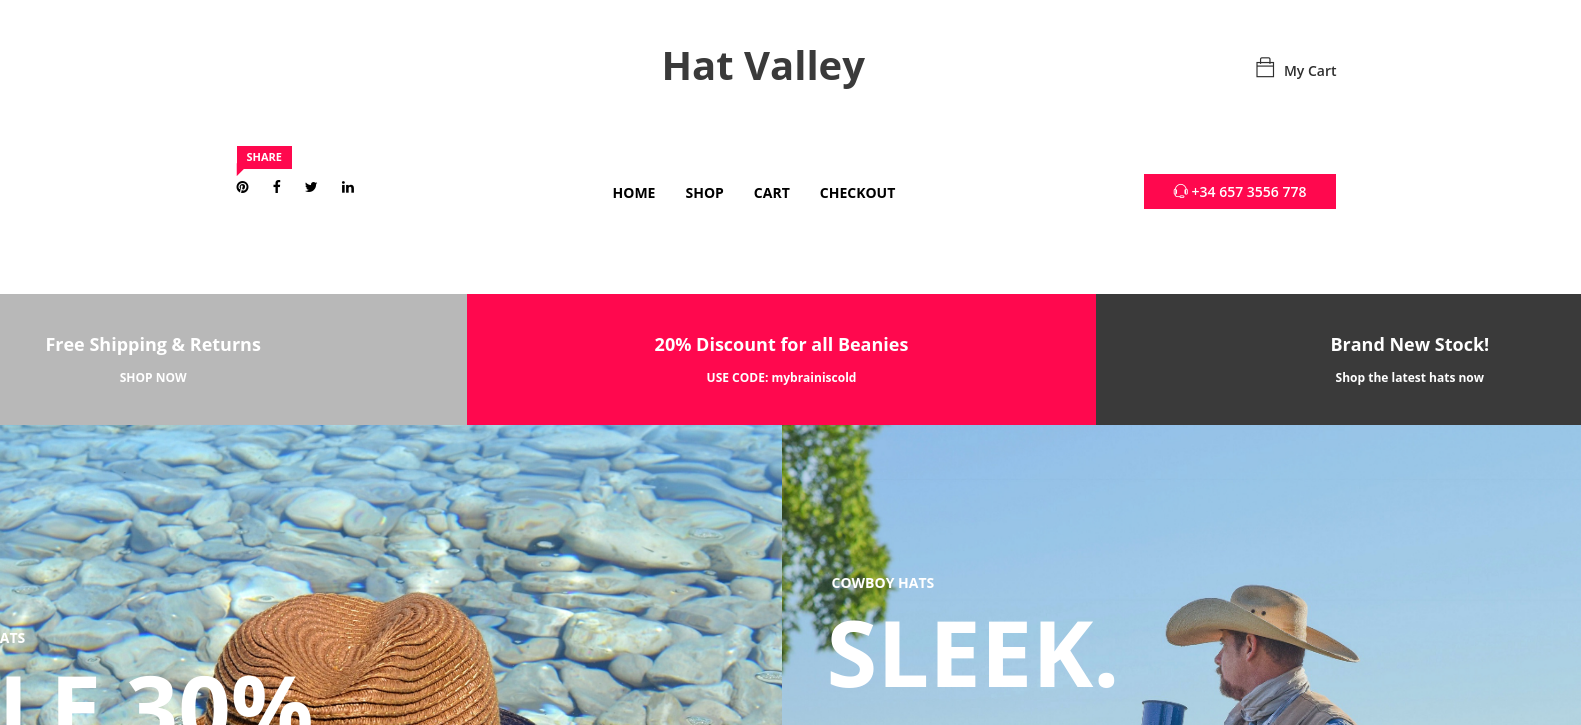 Hat Valley
My Cart
SHARE
HOME SHOP CART CHECKOUT
+34 657 3556 778
Free Shipping & Returns
SHOP NOW
20% Discount for all Beanies
USE CODE: mybrainiscold
Brand New Stock!
Shop the latest hats now
ATS
LE 30%
COWBOY HATS
SLEEK.